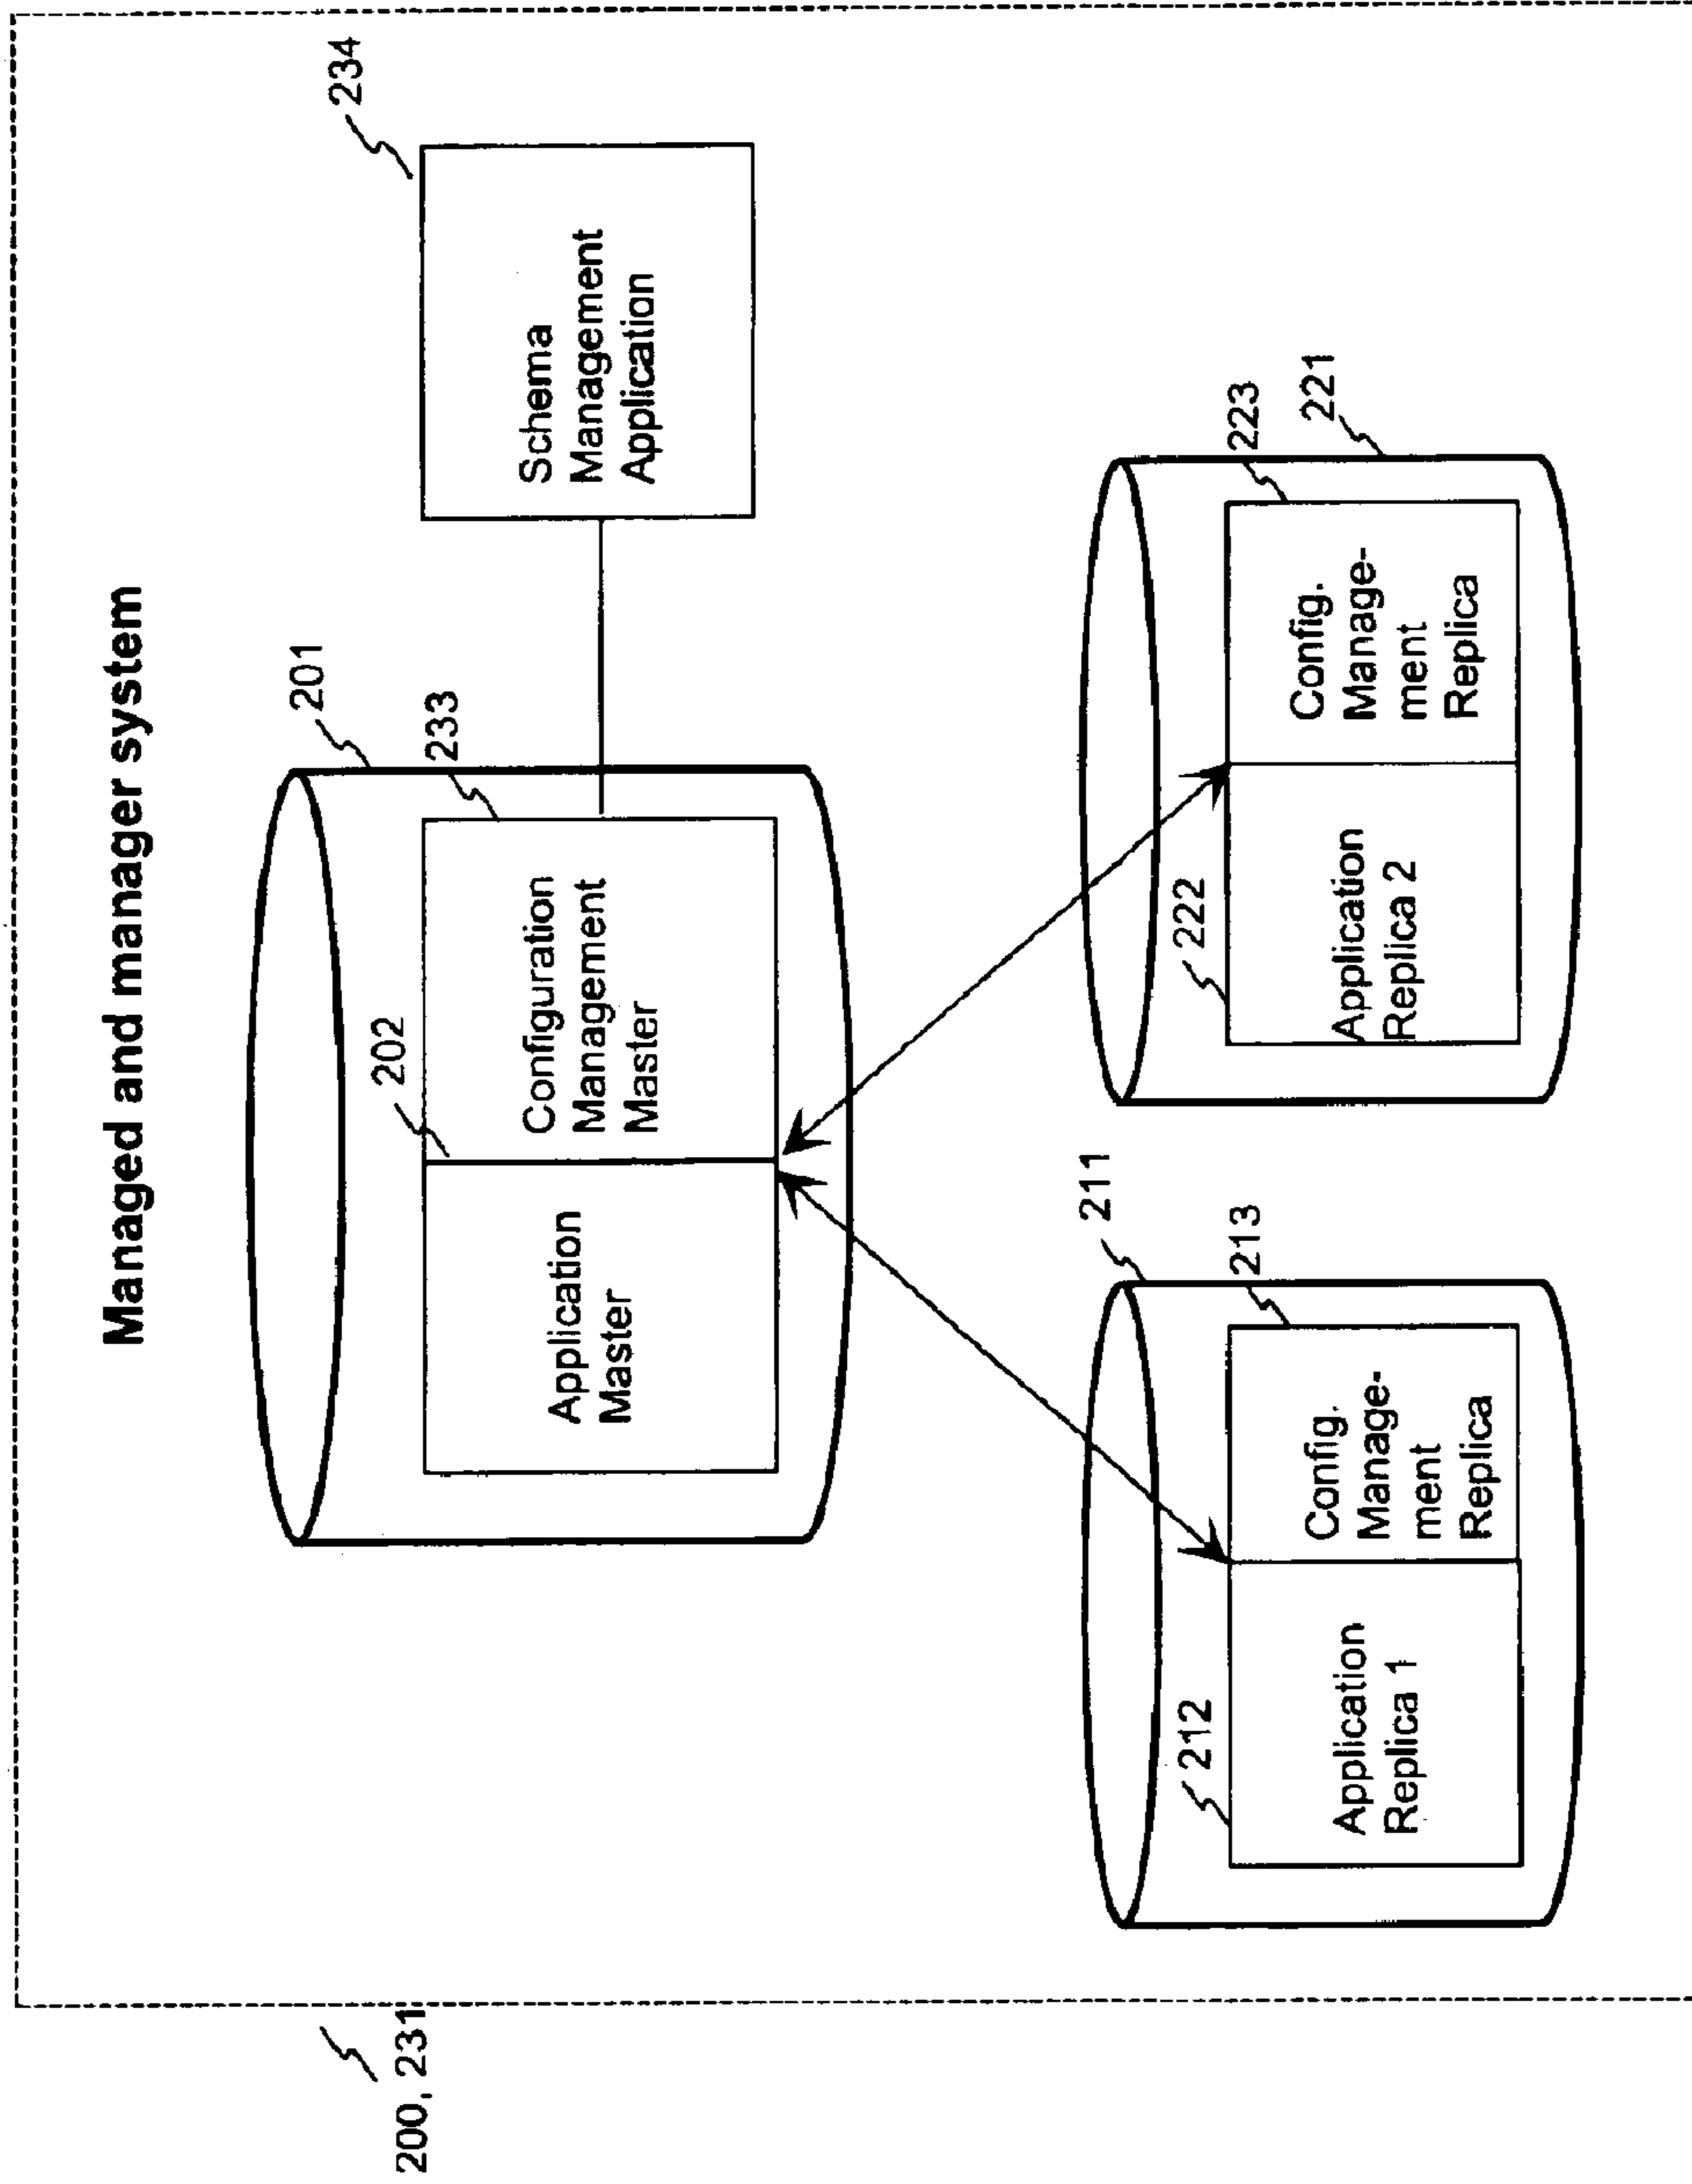 Managed and manager system
201
233
234
202
Application
Master
Configuration
Management
Master
Schema
Management
Application
200, 231
211
213
212
Application
Replica 1
Config.
Manage-
ment
Replica
221
223
222
Application
Replica 2
Config.
Manage-
ment
Replica